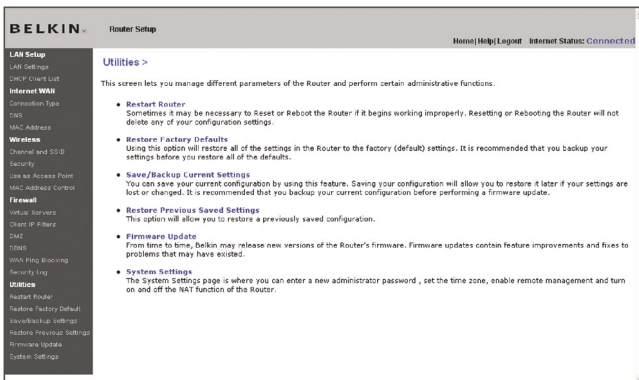 BELKIN
Router Setup
Home|Help|Logout Internet Status: Connected
LAN Setup
LAN Settings
DHCP Client List
Internet WAN
Connection Type
DNS
MAC Address
Wireless
Channel and SSID
Security
Use as Access Point
MAC Address Control
Firewall
Virtual Servers
Client IP Filters
DMZ
DDNS
WAN Ping Blocking
Security Log
Utilities
Restart Router
Restore Factory Default
Save/Backup Settings
Restore Previous Settings
Firmware Update
System Settings
Utilities >
This screen lets you manage different parameters of the Router and perform certain administrative functions.
• Restart Router
Sometimes it may be necessary to Reset or Reboot the Router if it begins working improperly. Resetting or Rebooting the Router will not
delete any of your configuration settings.
• Restore Factory Defaults
Using this option will restore all of the settings in the Router to the factory (default) settings. It is recommended that you backup your
settings before you restore all of the defaults.
• Save/Backup Current Settings
You can save your current configuration by using this feature. Saving your configuration will allow you to restore it later if your settings are
lost or changed. It is recommended that you backup your current configuration before performing a firmware update.
• Restore Previous Saved Settings
This option will allow you to restore a previously saved configuration.
• Firmware Update
From time to time, Belkin may release new versions of the Router's firmware. Firmware updates contain feature improvements and fixes to
problems that may have existed.
• System Settings
The System Settings page is where you can enter a new administrator password , set the time zone, enable remote management and turn
on and off the NAT function of the Router.